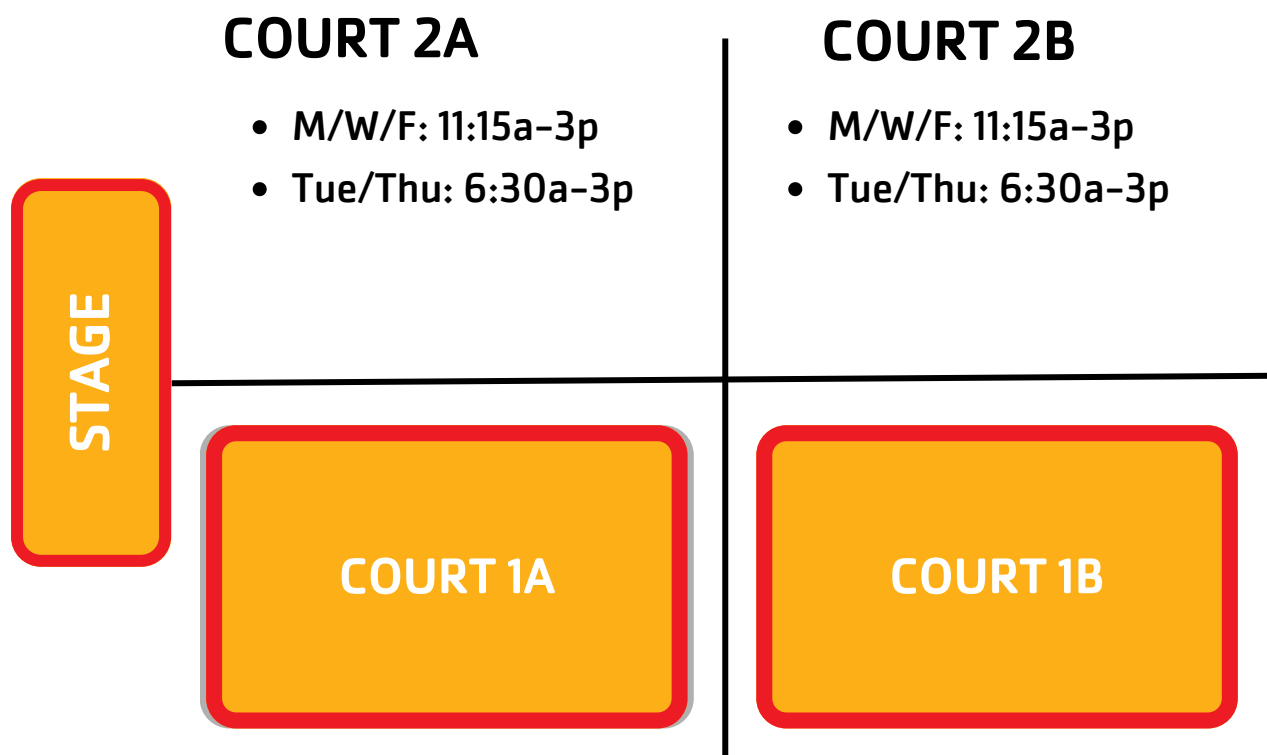 COURT 2A
• M/W/F: 11:15a-3p
• Tue/Thu: 6:30a-3p
COURT 2B
• M/W/F: 11:15a-3p
• Tue/Thu: 6:30a-3p
STAGE
COURT 1A
COURT 1B